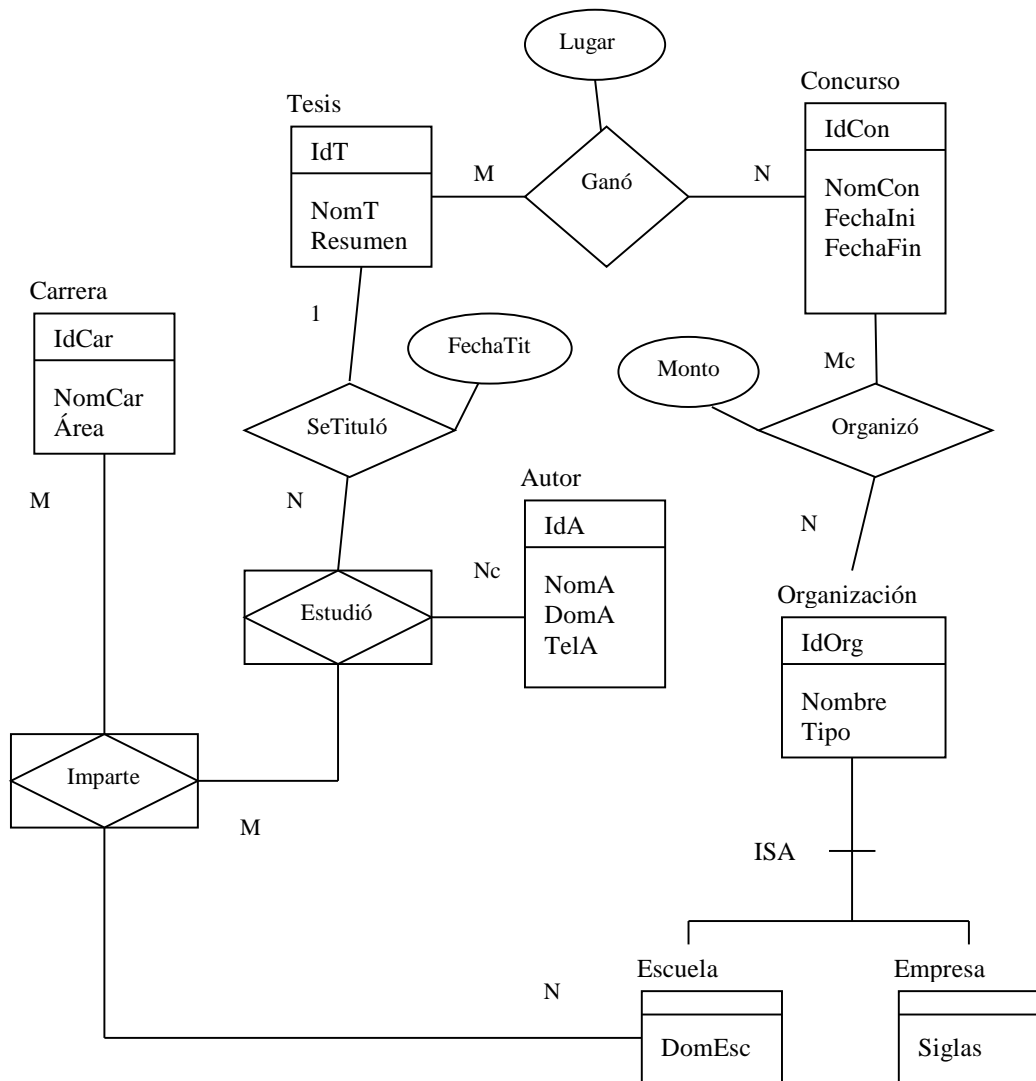 Lugar
Concurso
Tesis
IdCon
IdT
M
Ganó
N
NomCon
NomT
FechaIni
Resumen
FechaFin
Carrera
1
IdCar
FechaTit
Mc
Monto
NomCar
Área
SeTituló
Organizó
Autor
M
N
N
IdA
Nc
NomA
Organización
Estudió
DomA
TelA
IdOrg
Nombre
Tipo
Imparte
M
ISA
Escuela
Empresa
N
DomEsc
Siglas